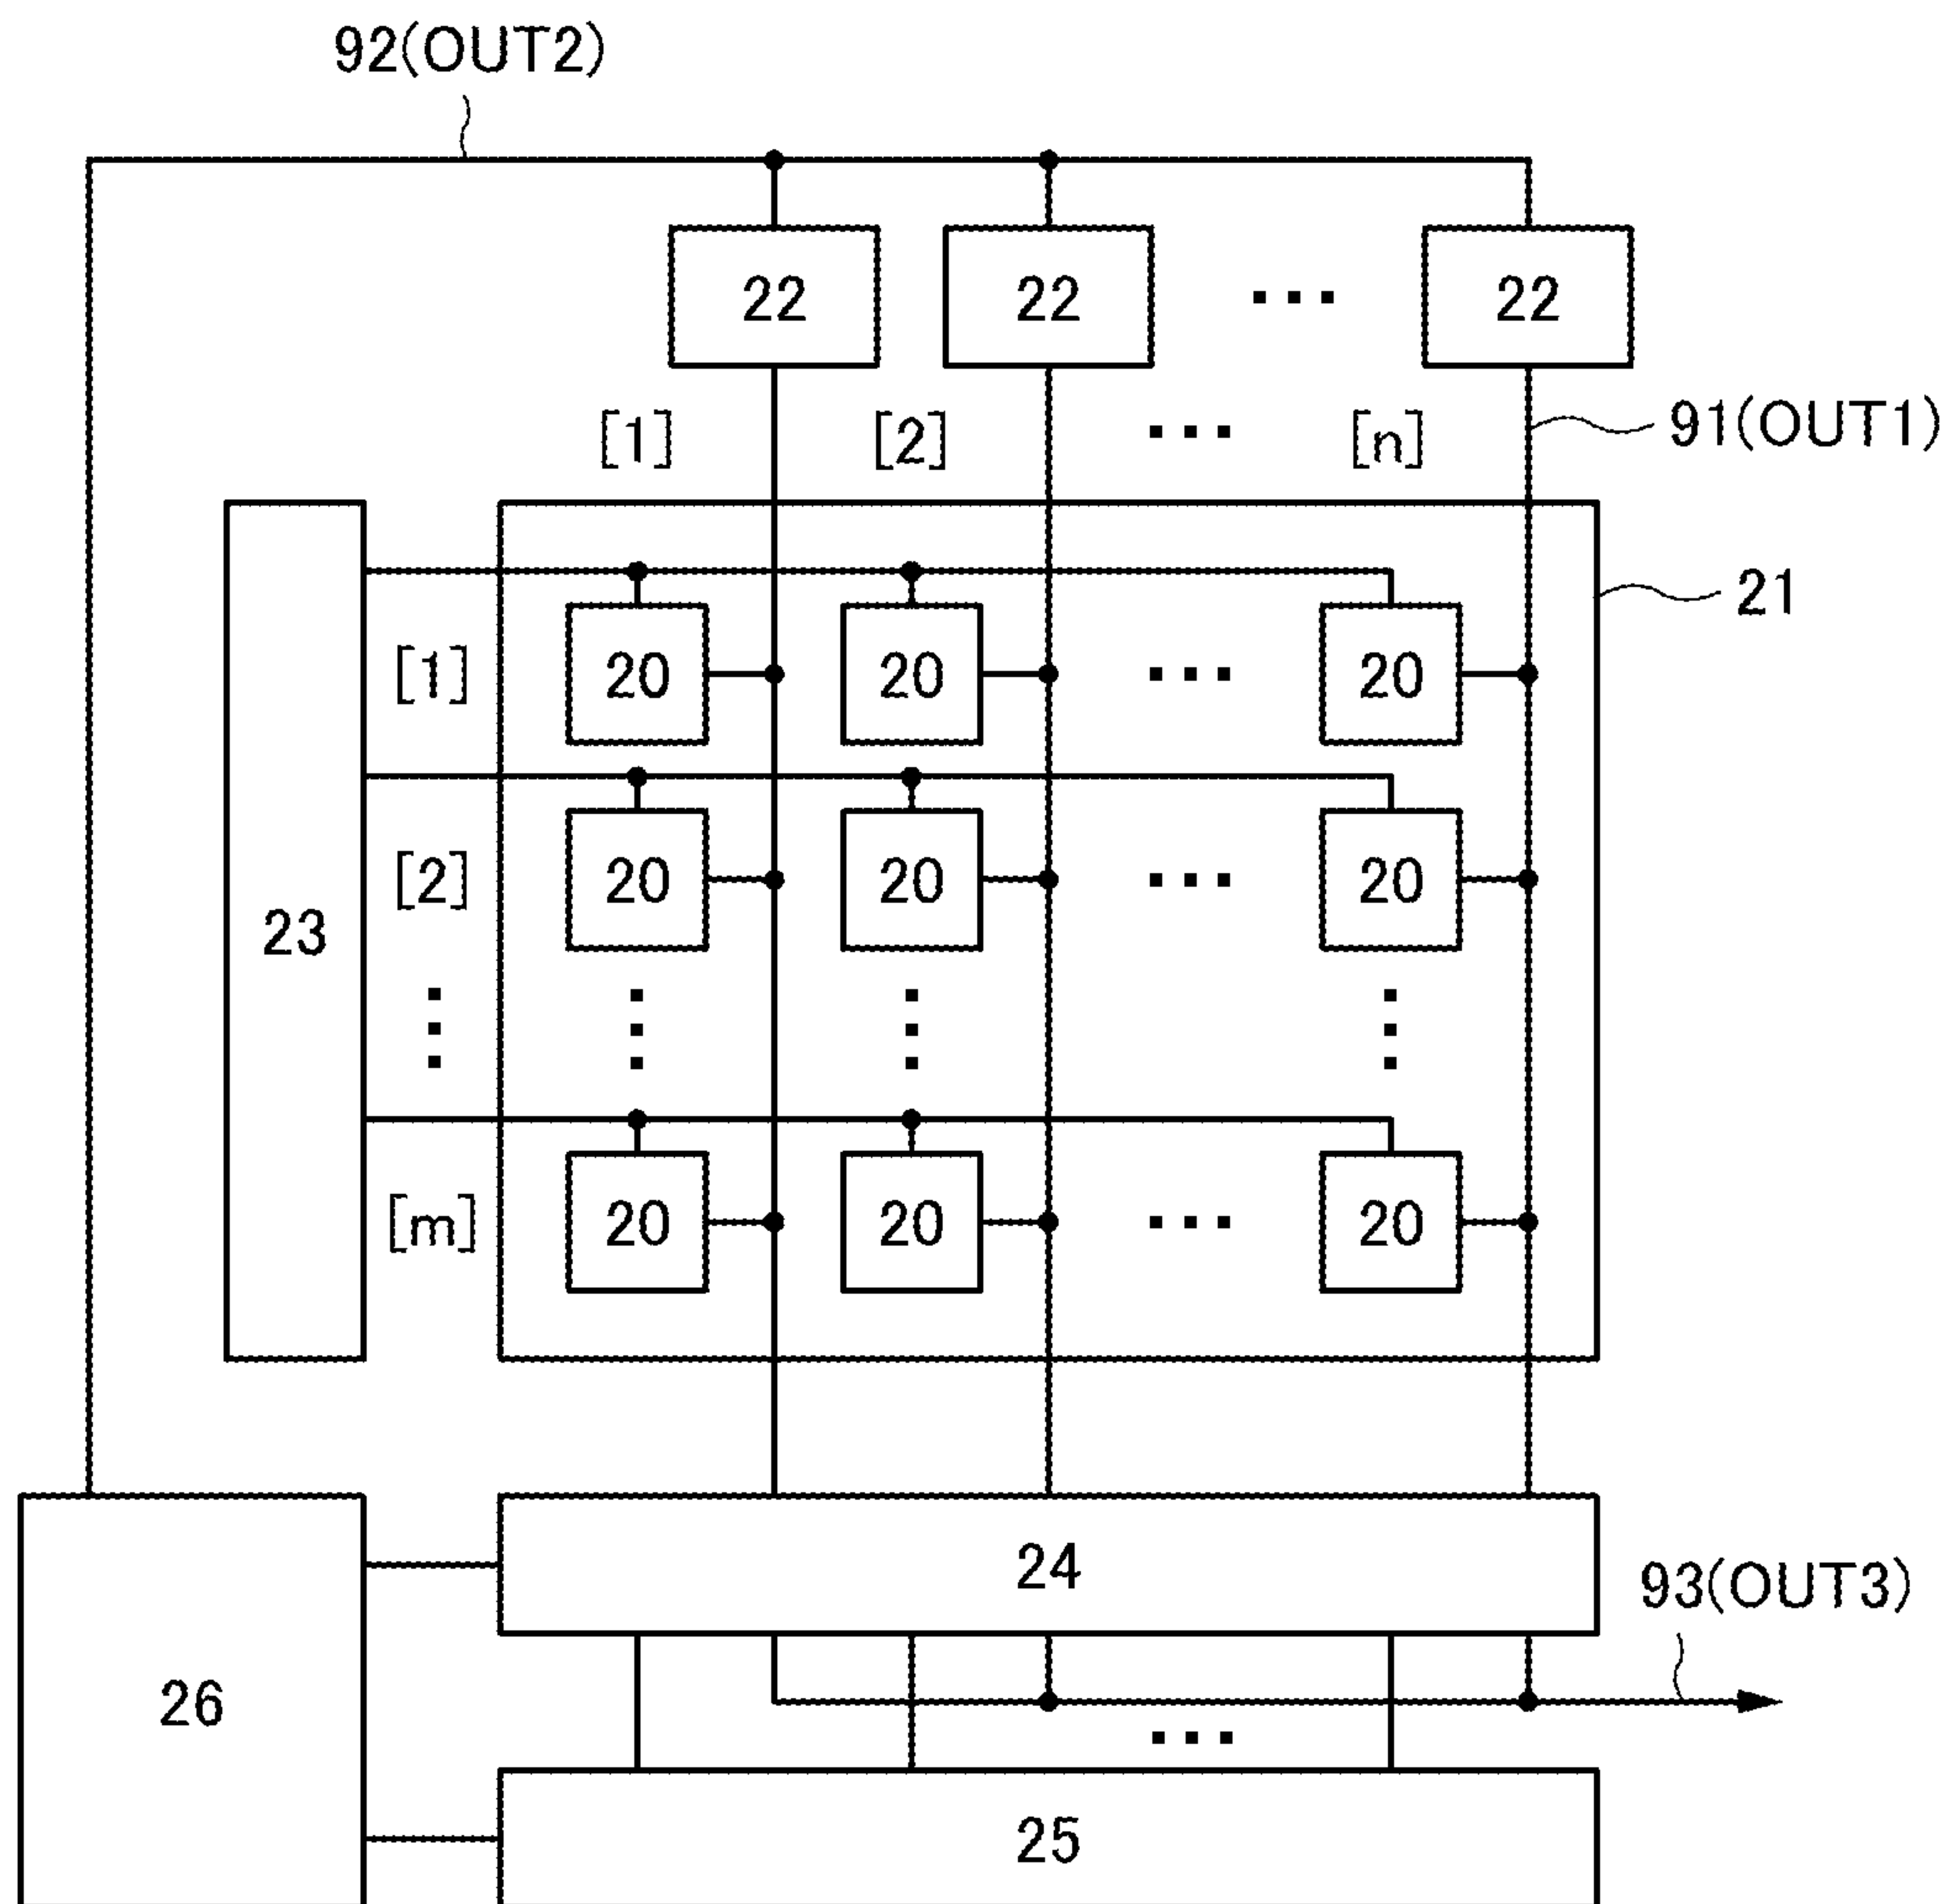 92(OUT2)
22 22 ... 22
[1] [2] ... [n] 91(OUT1)
21
[1] 20 20 ... 20
[2] 20 20 ... 20
23
[m] 20 20 ... 20
24
93(OUT3)
26
...
25